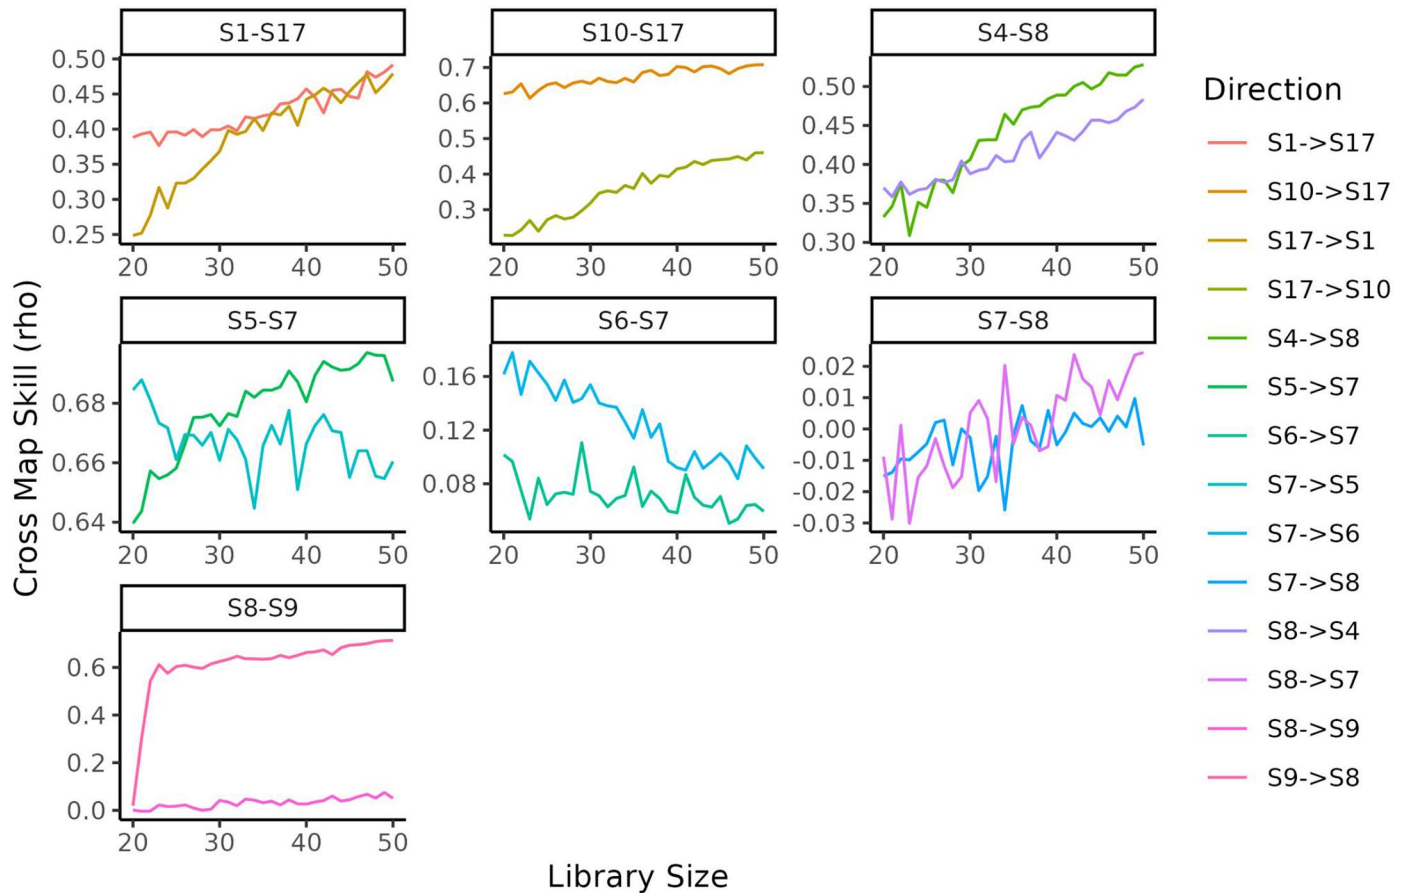 S1-S17
S10-S17
S4-S8
0.50
0.45
0.40
0.35
0.30
0.25
20 30 40 50
0.7
0.6
0.5
0.4
0.3
20 30 40 50
0.50
0.45
0.40
0.35
0.30
20 30 40 50
S5-S7
S6-S7
S7-S8
0.68
0.66
0.64
20 30 40 50
0.16
0.12
0.08
20 30 40 50
0.02
0.01
0.00
-0.01
-0.02
-0.03
20 30 40 50
S8-S9
0.6
0.4
0.2
0.0
20 30 40 50
Cross Map Skill (rho)
Library Size
Direction
S1->S17
S10->S17
S17->S1
S17->S10
S4->S8
S5->S7
S6->S7
S7->S5
S7->S6
S7->S8
S8->S4
S8->S7
S8->S9
S9->S8